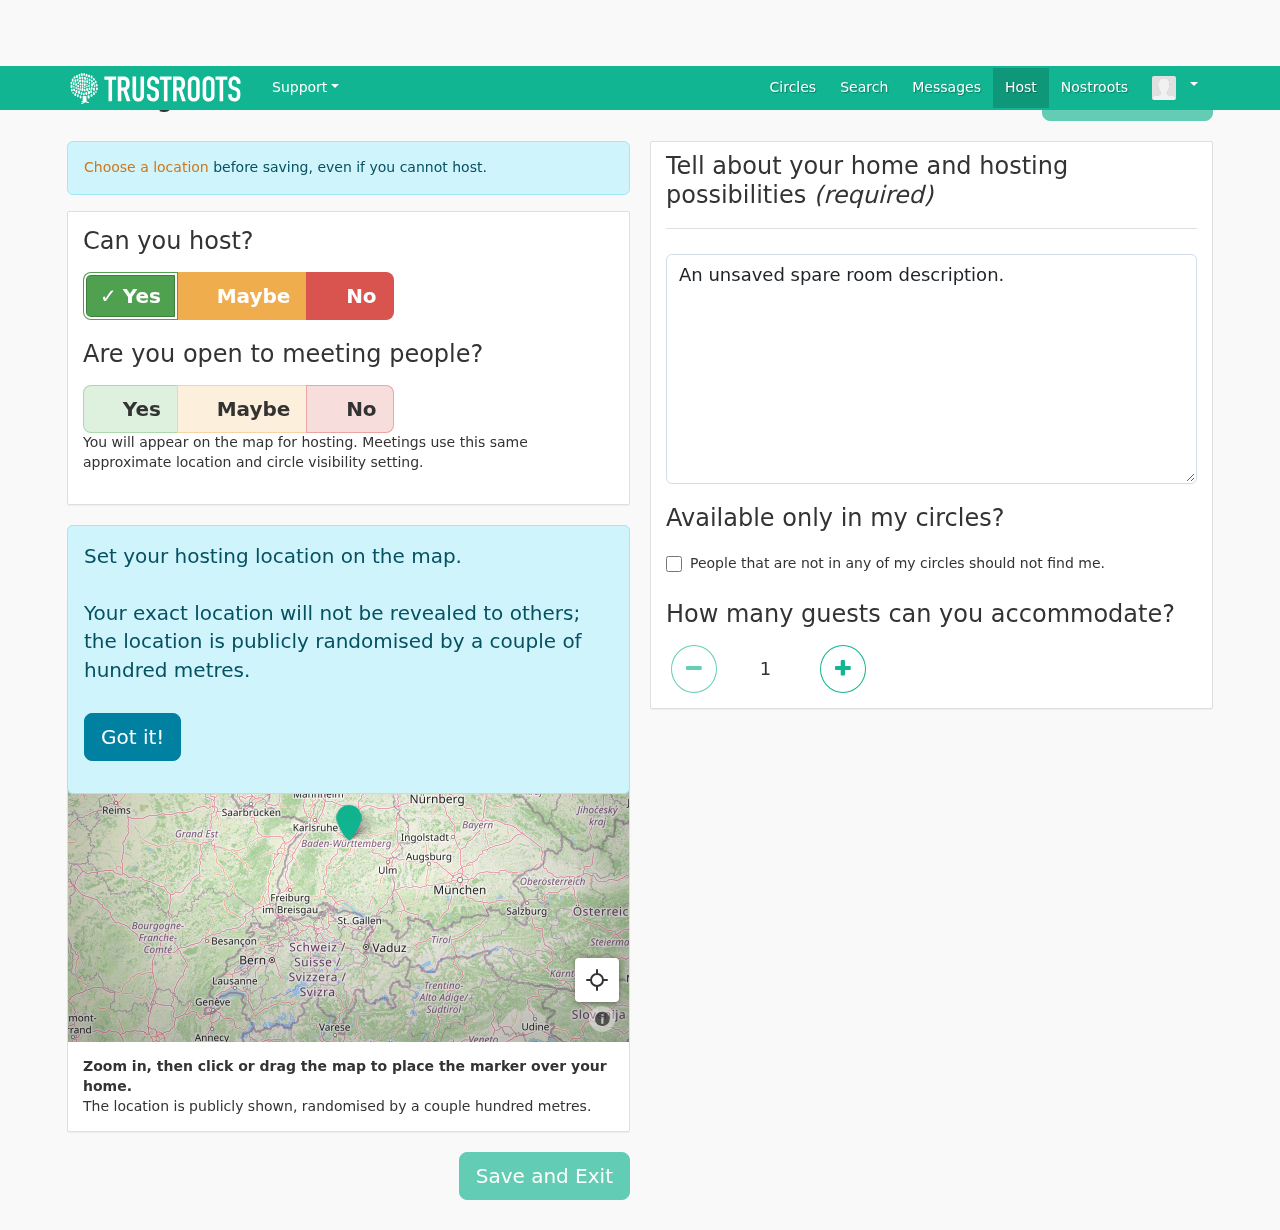 TRUSTROOTS
Support
Circles
Search
Messages
Host
Nostroots
Choose a location before saving, even if you cannot host.
Can you host?
✓ Yes
Maybe
No
Are you open to meeting people?
Yes
Maybe
No
You will appear on the map for hosting. Meetings use this same
approximate location and circle visibility setting.
Set your hosting location on the map.
Your exact location will not be revealed to others;
the location is publicly randomised by a couple of
hundred metres.
Got it!
Mannheim
Nürnberg
Jihočeský
kraj
Reims
Saarbrücken
Karlsruhe
Grand Est
Bayern
Ingolstadt
Baden-Württemberg
Augsburg
Ulm
München
Oberösterreich
Freiburg
im Breisgau
Salzburg
Österreic
St. Gallen
Bourgogne-
Franche-
Comté
Besançon
Schweiz /
Suisse /
Svizzera /
Svizra
Vaduz
Tirol
Steierma
Bern
Lausanne
Kärnt
Trentino-
Alto Adige/
Südtirol
Genève
mont-
rand
Varese
Udine
Annecy
Veneto
Zoom in, then click or drag the map to place the marker over your
home.
The location is publicly shown, randomised by a couple hundred metres.
Save and Exit
Tell about your home and hosting
possibilities (required)
An unsaved spare room description.
Available only in my circles?
People that are not in any of my circles should not find me.
How many guests can you accommodate?
1